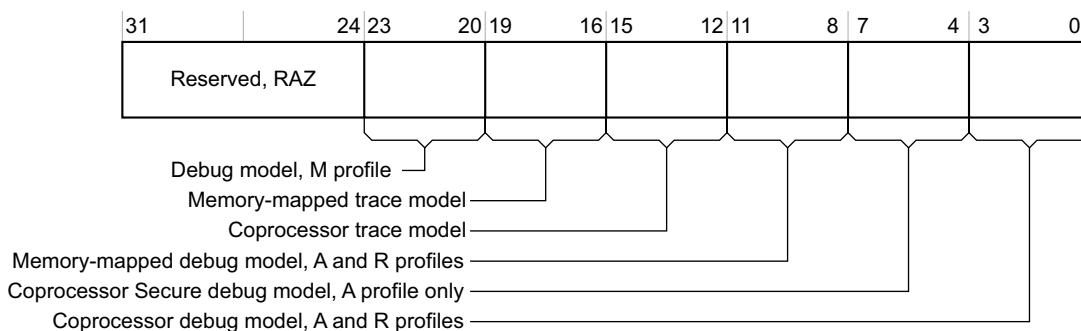 31 24 23 20 19 16 15 12 11 8 7 4 3 0
Reserved, RAZ
Debug model, M profile
Memory-mapped trace model
Coprocessor trace model
Memory-mapped debug model, A and R profiles
Coprocessor Secure debug model, A profile only
Coprocessor debug model, A and R profiles